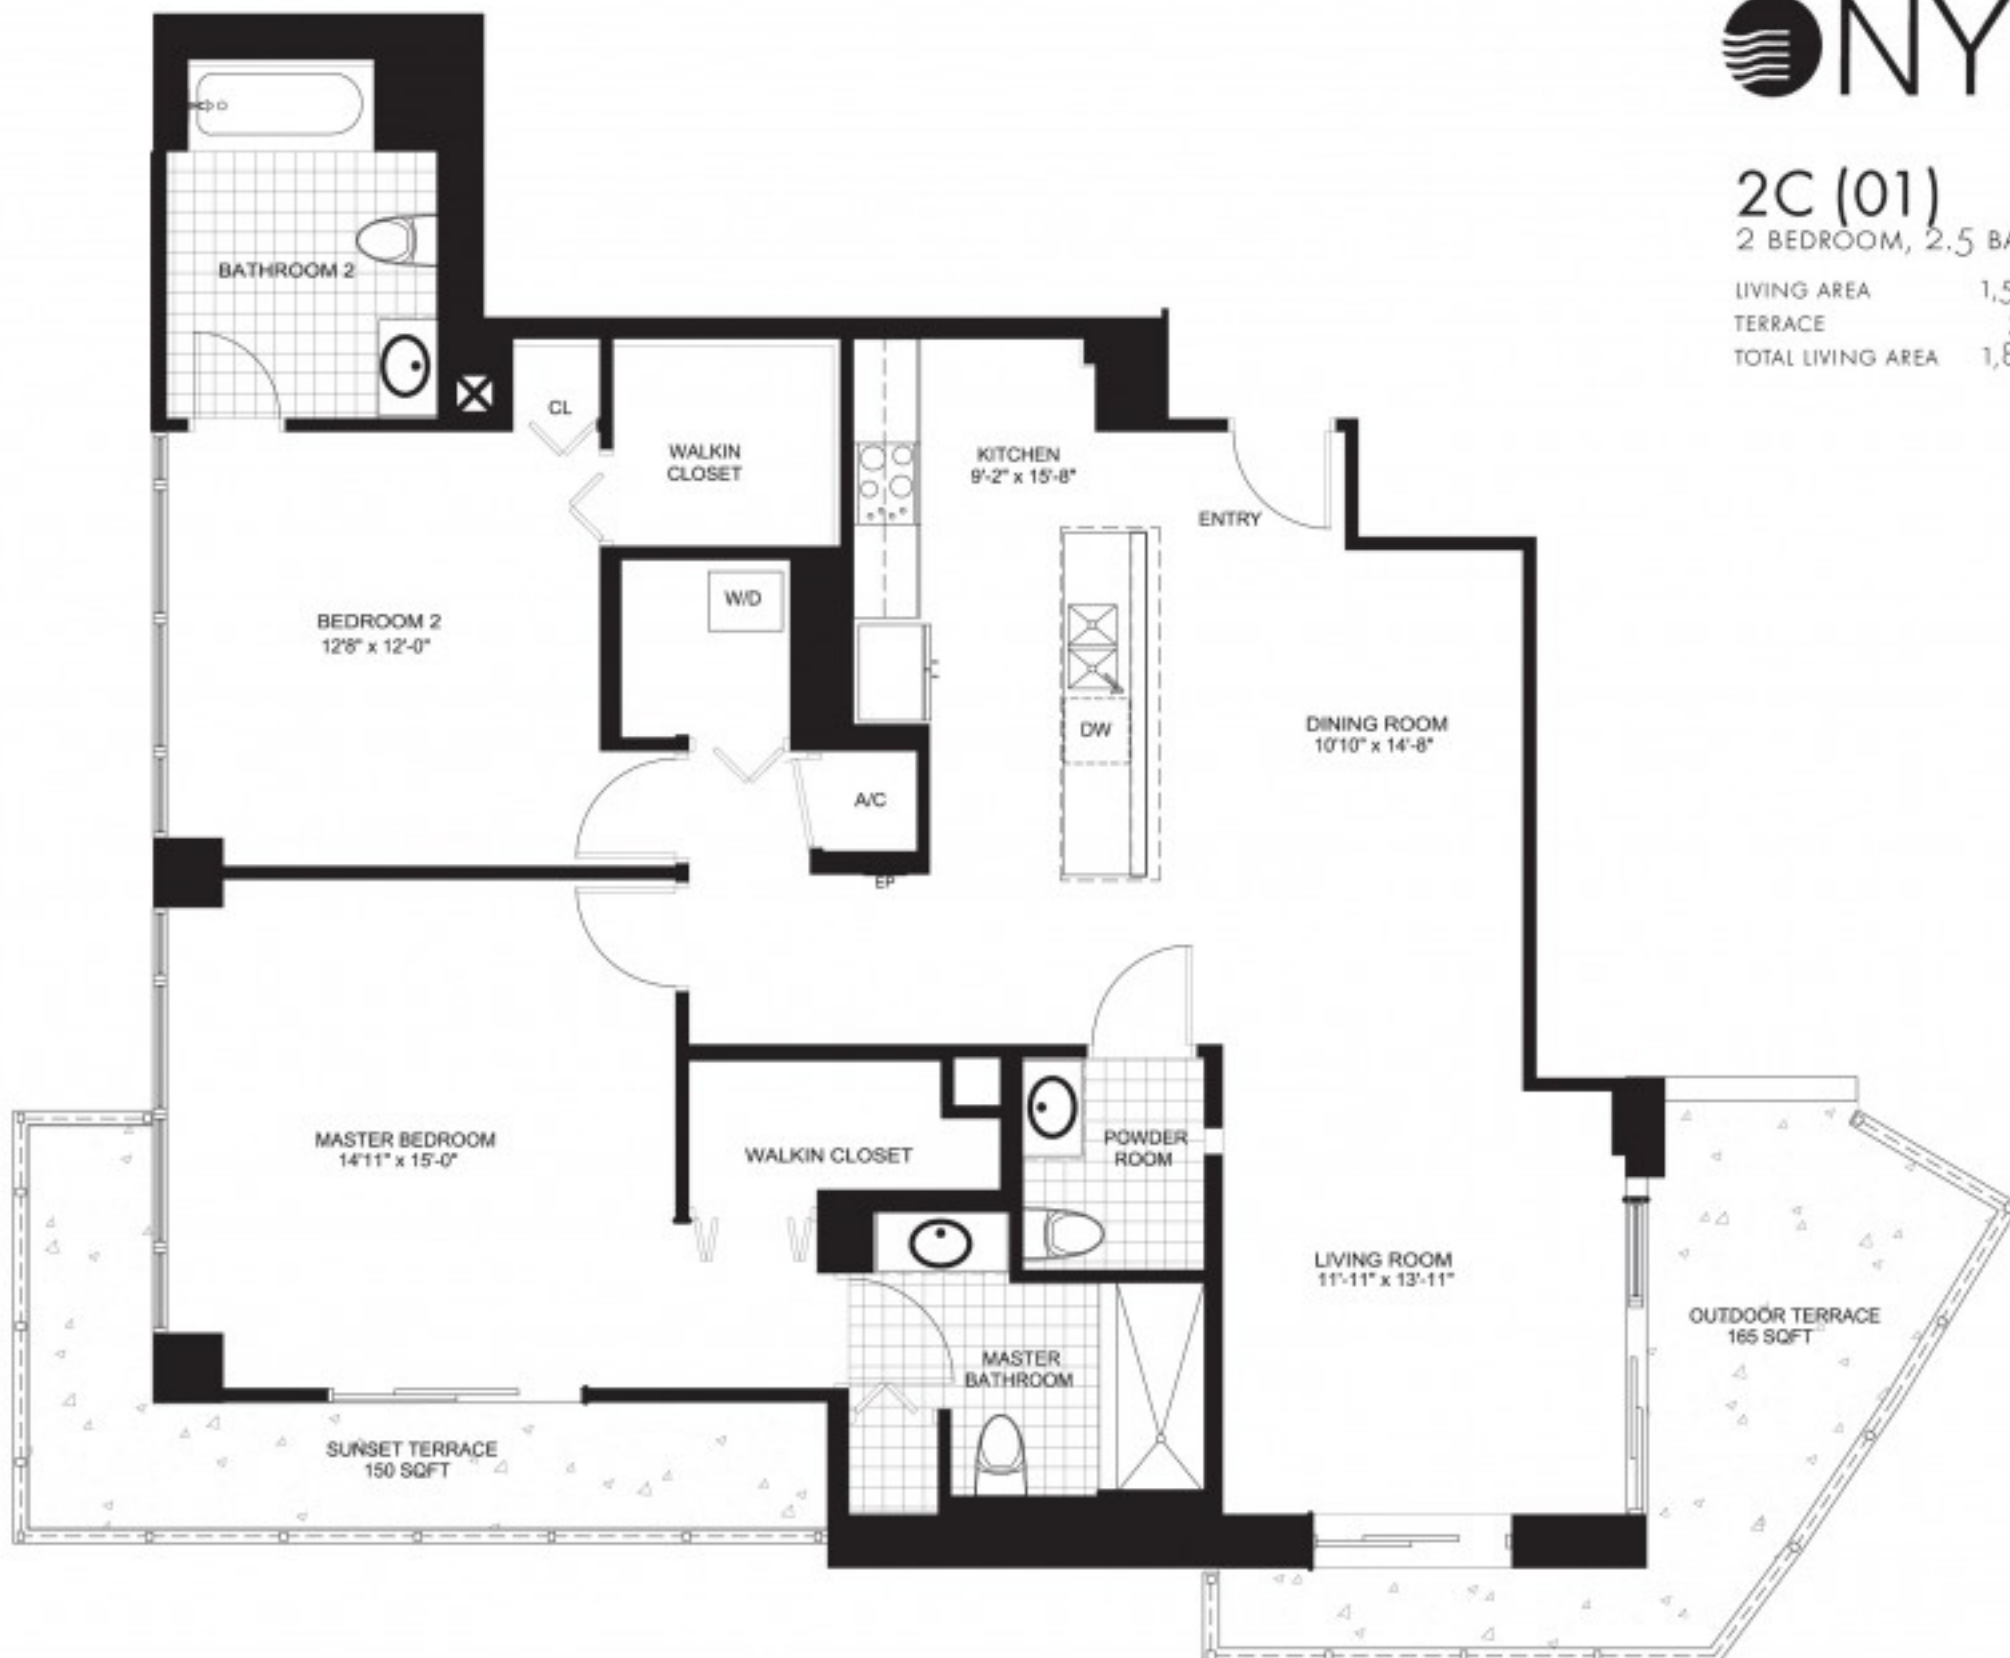 NY
2C (01)
2 BEDROOM, 2.5
LIVING AREA
TERRACE
TOTAL LIVING AREA
BATHROOM 2
CL
WALKIN
CLOSET
KITCHEN
9'-2" x 15'-8"
ENTRY
W/D
BEDROOM 2
12'8" x 12'-0"
DINING ROOM
10'10" x 14'-8"
DW
A/C
EP
MASTER BEDROOM
14'11" x 15'-0"
WALKIN CLOSET
POWDER
ROOM
LIVING ROOM
11'-11" x 13'-11"
OUTDOOR TERRACE
165 SQFT
MASTER
BATHROOM
SUNSET TERRACE
150 SQFT